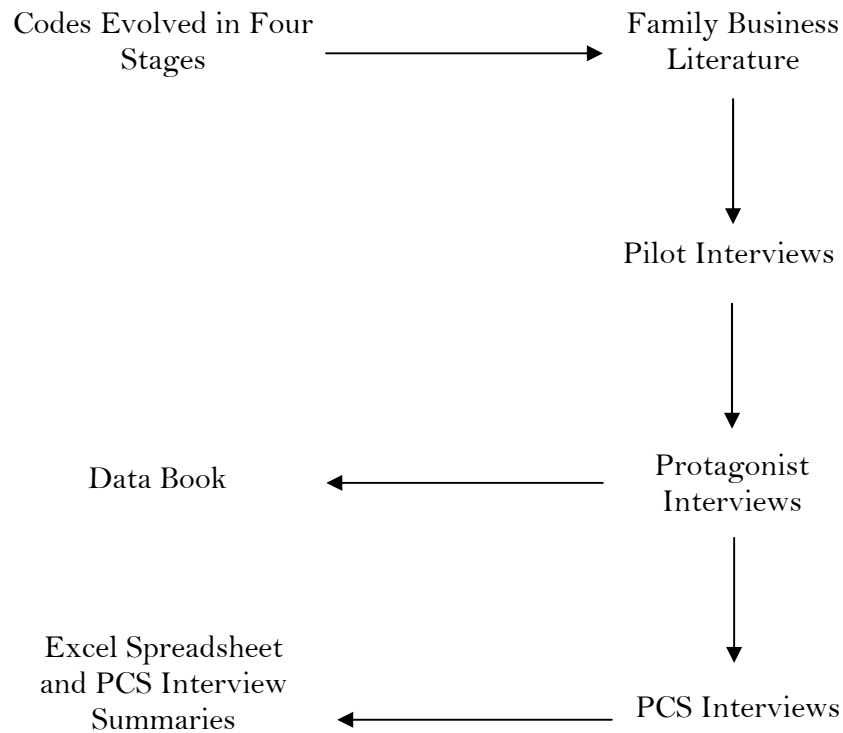 Codes Evolved in Four
Stages
Family Business
Literature
Pilot Interviews
Protagonist
Interviews
Data Book
PCS Interviews
Excel Spreadsheet
and PCS Interview
Summaries